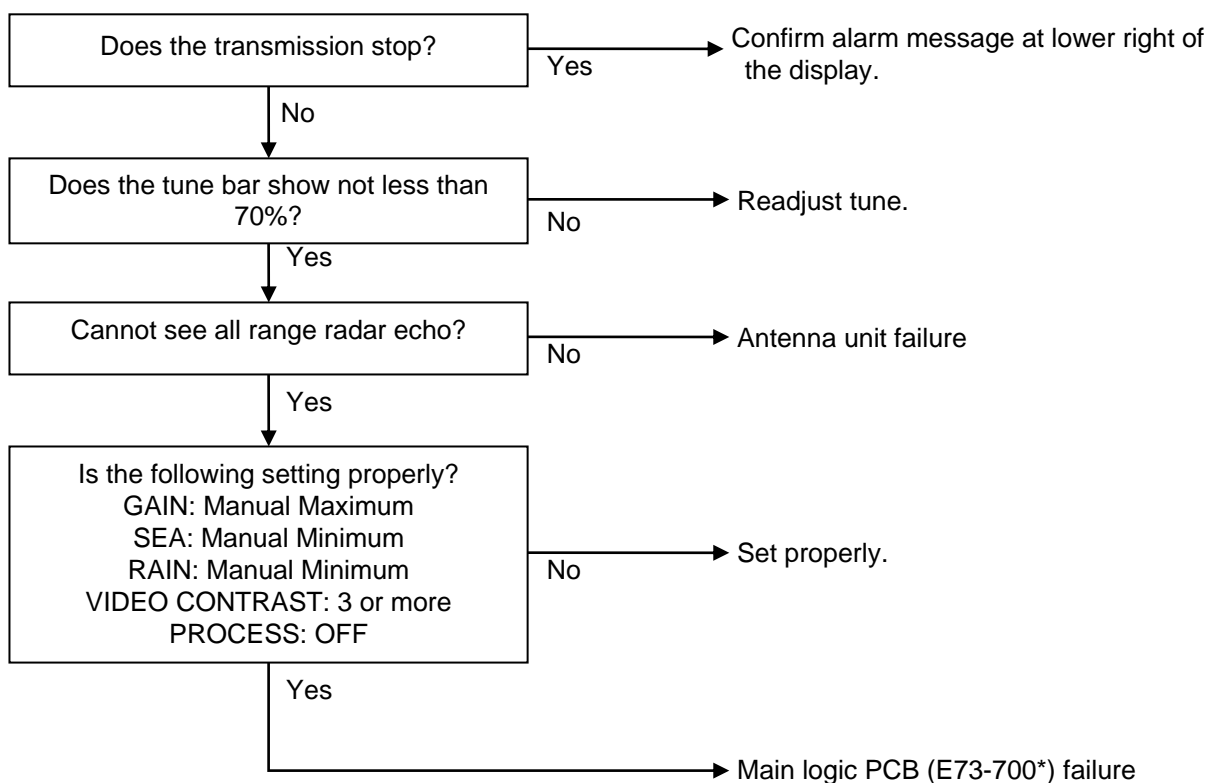 Does the transmission stop?
Yes
Confirm alarm message at lower right of
the display.
No
Does the tune bar show not less than
70%?
No
Readjust tune.
Yes
Cannot see all range radar echo?
No
Antenna unit failure
Yes
Is the following setting properly?
GAIN: Manual Maximum
SEA: Manual Minimum
RAIN: Manual Minimum
VIDEO CONTRAST: 3 or more
PROCESS: OFF
No
Set properly.
Yes
Main logic PCB (E73-700*) failure